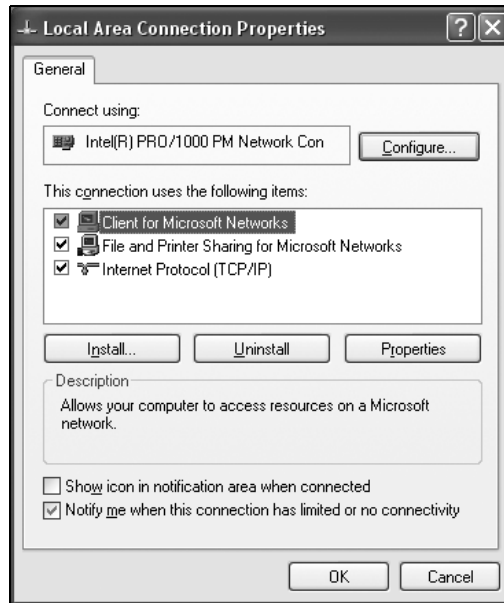 Local Area Connection Properties
General
Connect using:
Intel(R) PRO/1000 PM Network Con
Configure...
This connection uses the following items:
Client for Microsoft Networks
File and Printer Sharing for Microsoft Networks
Internet Protocol (TCP/IP)
Install...
Uninstall
Properties
Description
Allows your computer to access resources on a Microsoft
network.
Show icon in notification area when connected
Notify me when this connection has limited or no connectivity
OK
Cancel